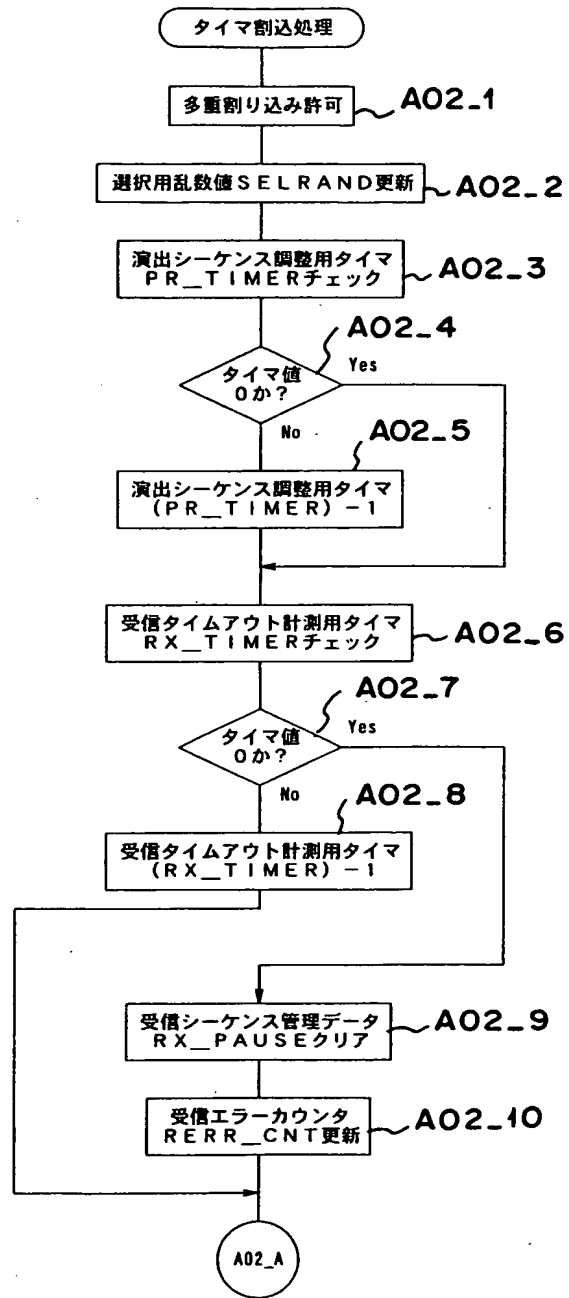 タイマ割込処理
多重割り込み許可
A02_1
選択用乱数値SELRAND更新
A02_2
演出シーケンス調整用タイマ
PR_TIMERチェック
A02_3
A02_4
タイマ値
0か?
Yes
No
A02_5
演出シーケンス調整用タイマ
(PR_TIMER)-1
受信タイムアウト計測用タイマ
RX_TIMERチェック
A02_6
A02_7
タイマ値
0か?
Yes
No
A02_8
受信タイムアウト計測用タイマ
(RX_TIMER)-1
受信シーケンス管理データ
RX_PAUSEクリア
A02_9
受信エラーカウンタ
RERR_CNT更新
A02_10
A02_A